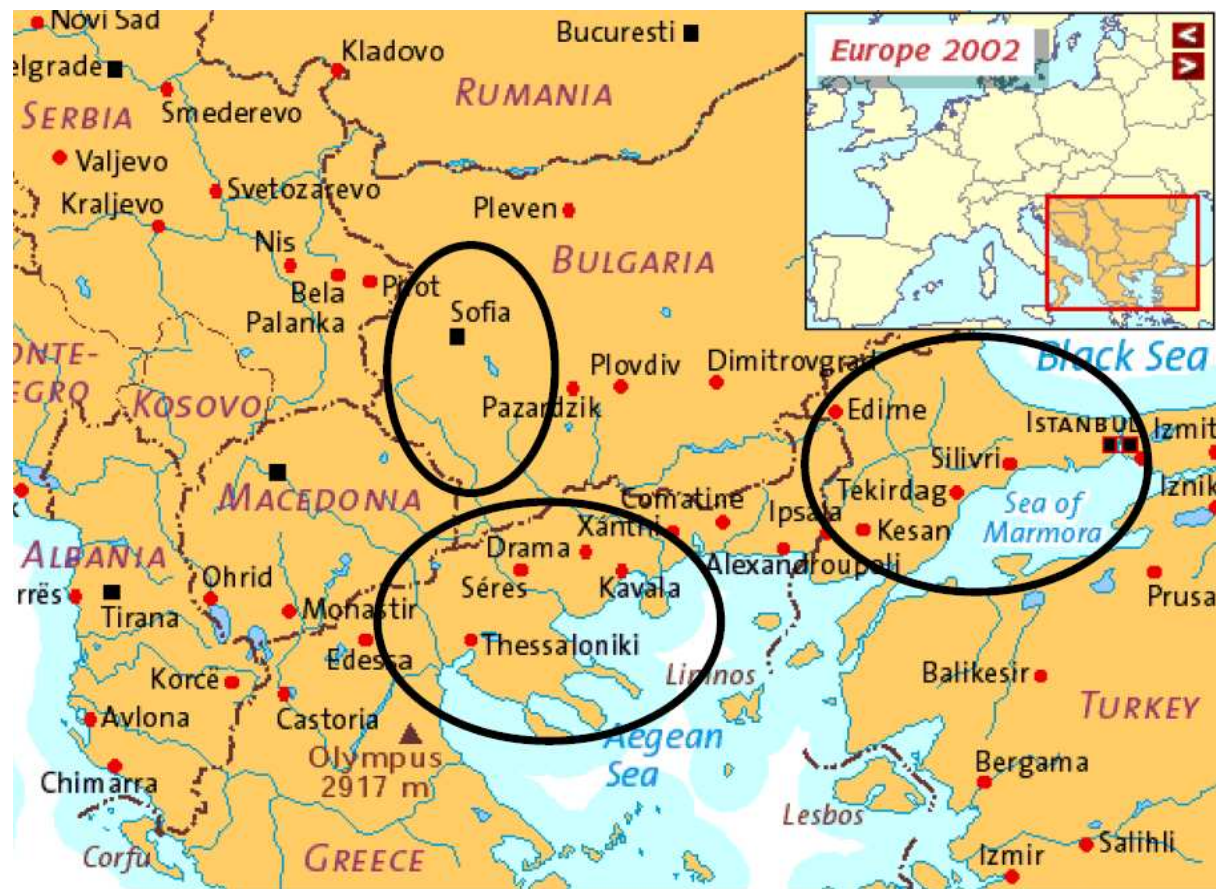 Novi Sad
elgrade
Bucuresti
Kladovo
Europe 2002
<
>
RUMANIA
SERBIA
Smederevo
Valjevo
Svetozarevo
Kraljevo
Pleven
Nis
BULGARIA
Bela
Palanka
Pirot
Sofia
ONTE-
NEGRO
KOSOVO
Plovdiv
Dimitrovgrad
Black Sea
Pazardzik
Edirne
ISTANBUL
Izmit
MACEDONIA
Silivri
Tekirdag
Iznik
Comatine
Xánthi
Ipsala
Kesan
Sea of
Marmora
ALBANIA
Drama
Alexandroupoli
Ohrid
Séres
Kavala
rrës
Tirana
Monastir
Prusa
Edessa
Thessaloniki
Limnos
Balikesir
Korcë
TURKEY
Avlona
Castoria
Olympus
2917 m
Aegean
Sea
Chimarra
Bergama
Lesbos
Corfu
GREECE
Izmir
Salihli